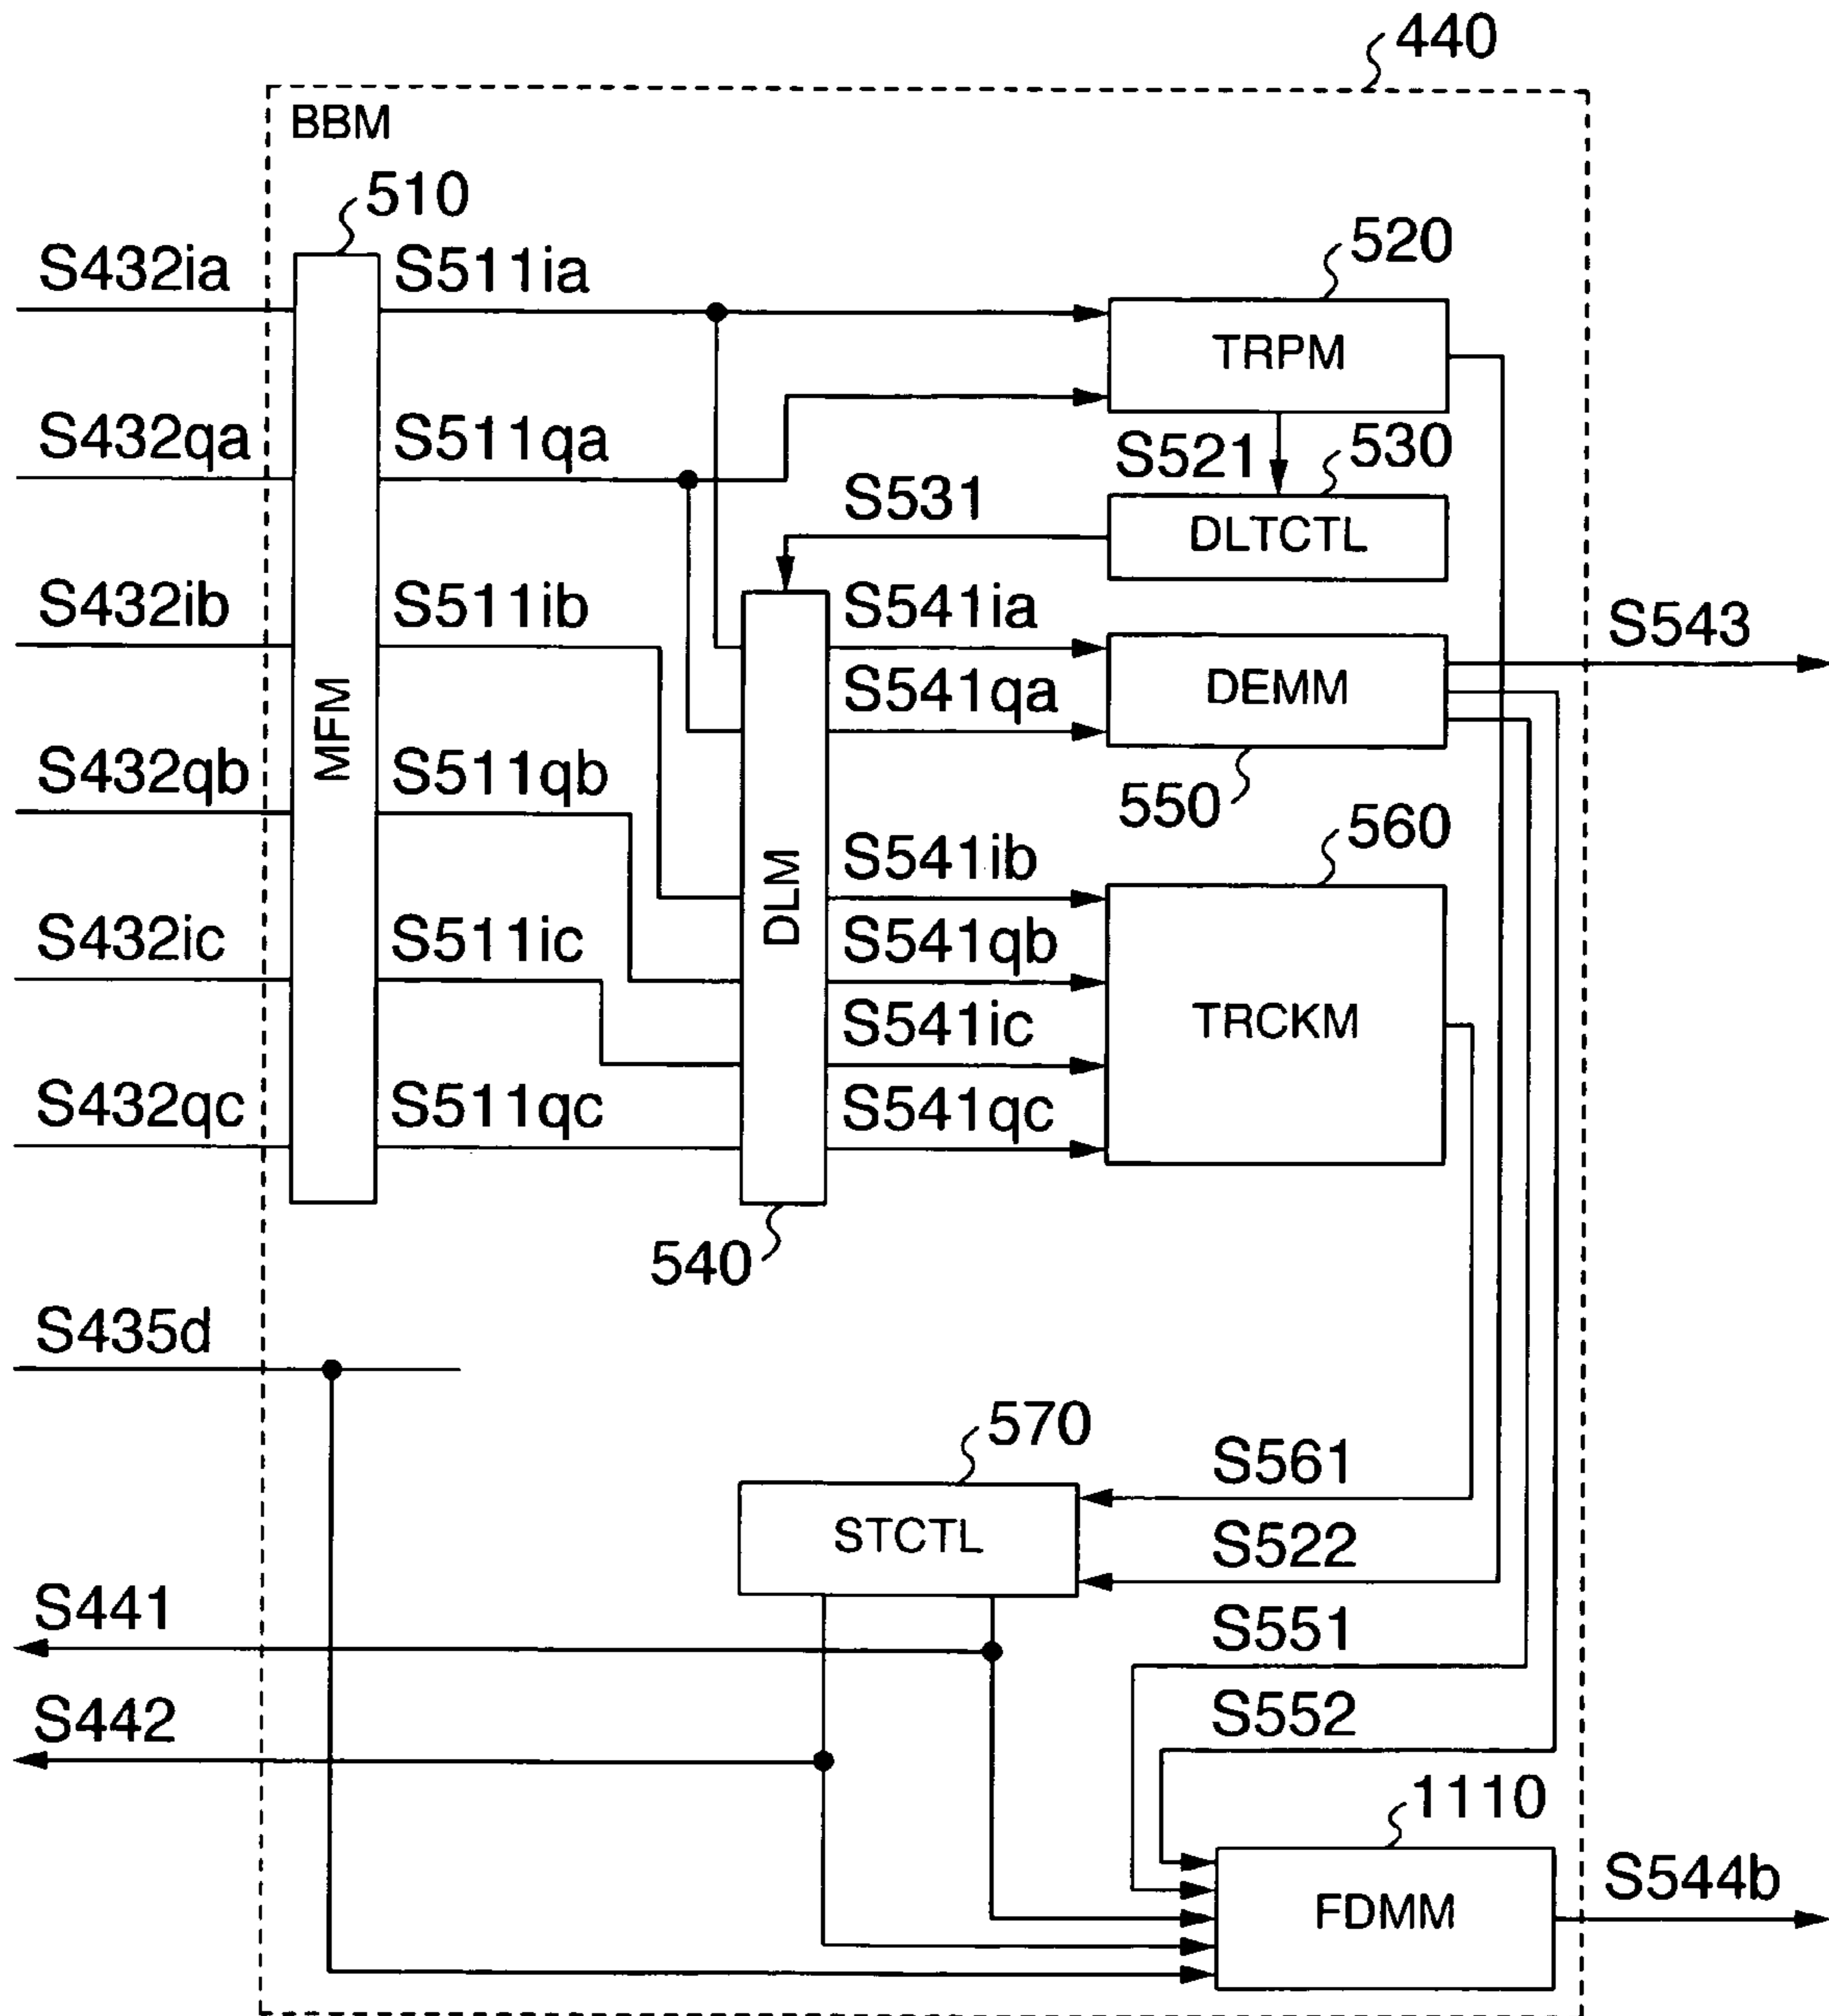 440
BBM
510
S432ia
S511ia
520
TRPM
S432qa
S511qa
S521
530
S531
DLTCTL
S432ib
S511ib
S541ia
S543
DEMM
S541qa
MFM
S432qb
S511qb
550
560
S541ib
DLM
S432ic
S511ic
S541qb
TRCKM
S541ic
S432qc
S511qc
S541qc
540
S435d
570
S561
STCTL
S522
S441
S551
S442
S552
1110
S544b
FDMM